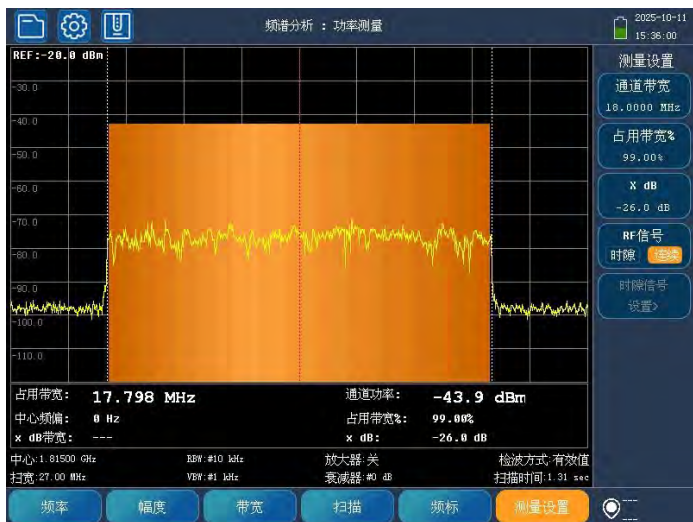 频谱分析 : 功率测量
2025-10-11
15:36:00
REF:-20.0 dBm
-30.0
-40.0
-50.0
-60.0
-70.0
-80.0
-90.0
-100.0
-110.0
测量设置
通道带宽
18.0000 MHz
占用带宽%
99.00%
X dB
-26.0 dB
RF信号
时隙 连续
时隙信号
设置>
占用带宽: 17.798 MHz 通道功率: -43.9 dBm
中心频偏: 0 Hz 占用带宽%: 99.00%
x dB带宽: --- x dB: -26.0 dB
中心:1.81500 GHz RBW:#10 kHz 放大器:关 检波方式:有效值
扫宽:27.00 MHz VBW:#1 kHz 衰减器:#0 dB 扫描时间:1.31 sec
频率 幅度 带宽 扫描 频标 测量设置 ---
---